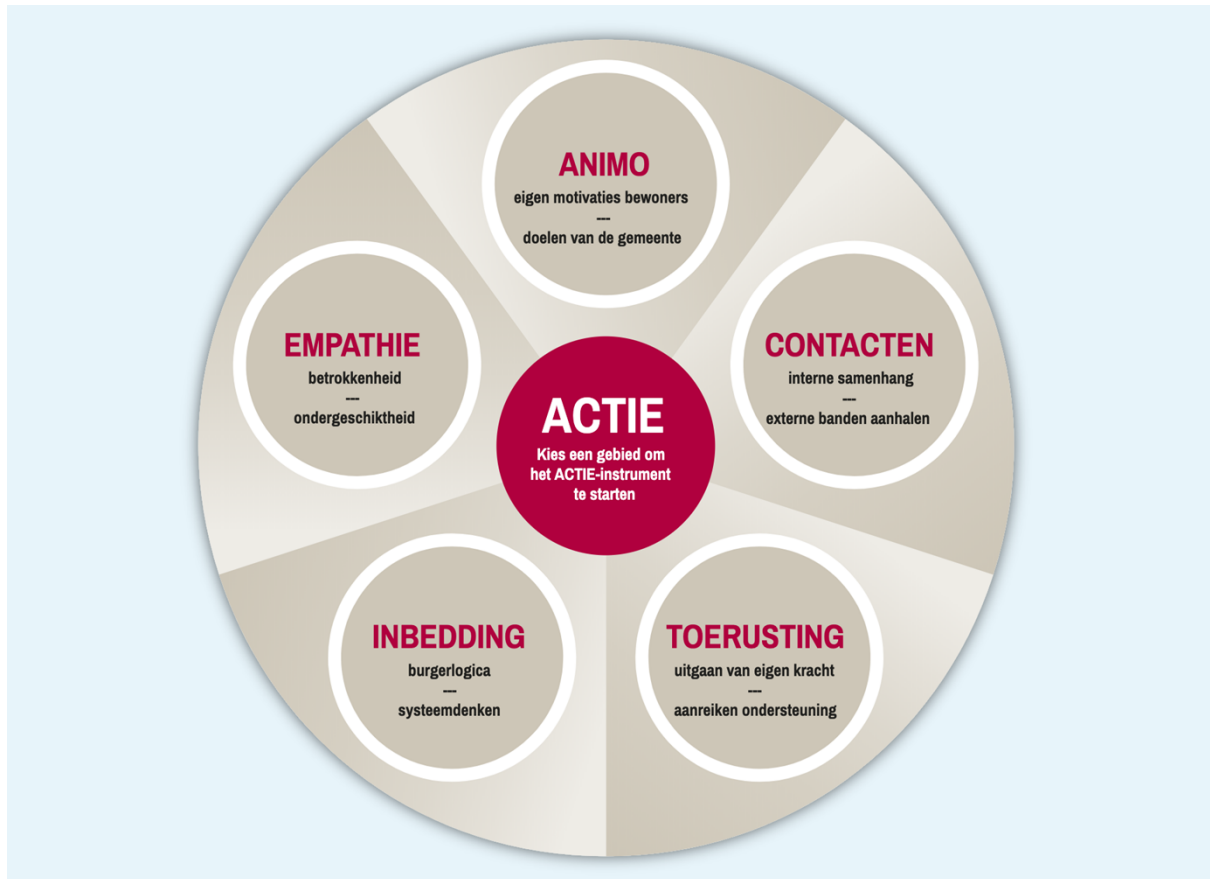 ANIMO
eigen motivaties bewoners
---
doelen van de gemeente
EMPATHIE
betrokkenheid
---
ondergeschiktheid
CONTACTEN
interne samenhang
---
externe banden aanhalen
ACTIE
Kies een gebied om
het ACTIE-instrument
te starten
INBEDDING
burgerlogica
---
systeemdenken
TOERUSTING
uitgaan van eigen kracht
---
aanreiken ondersteuning